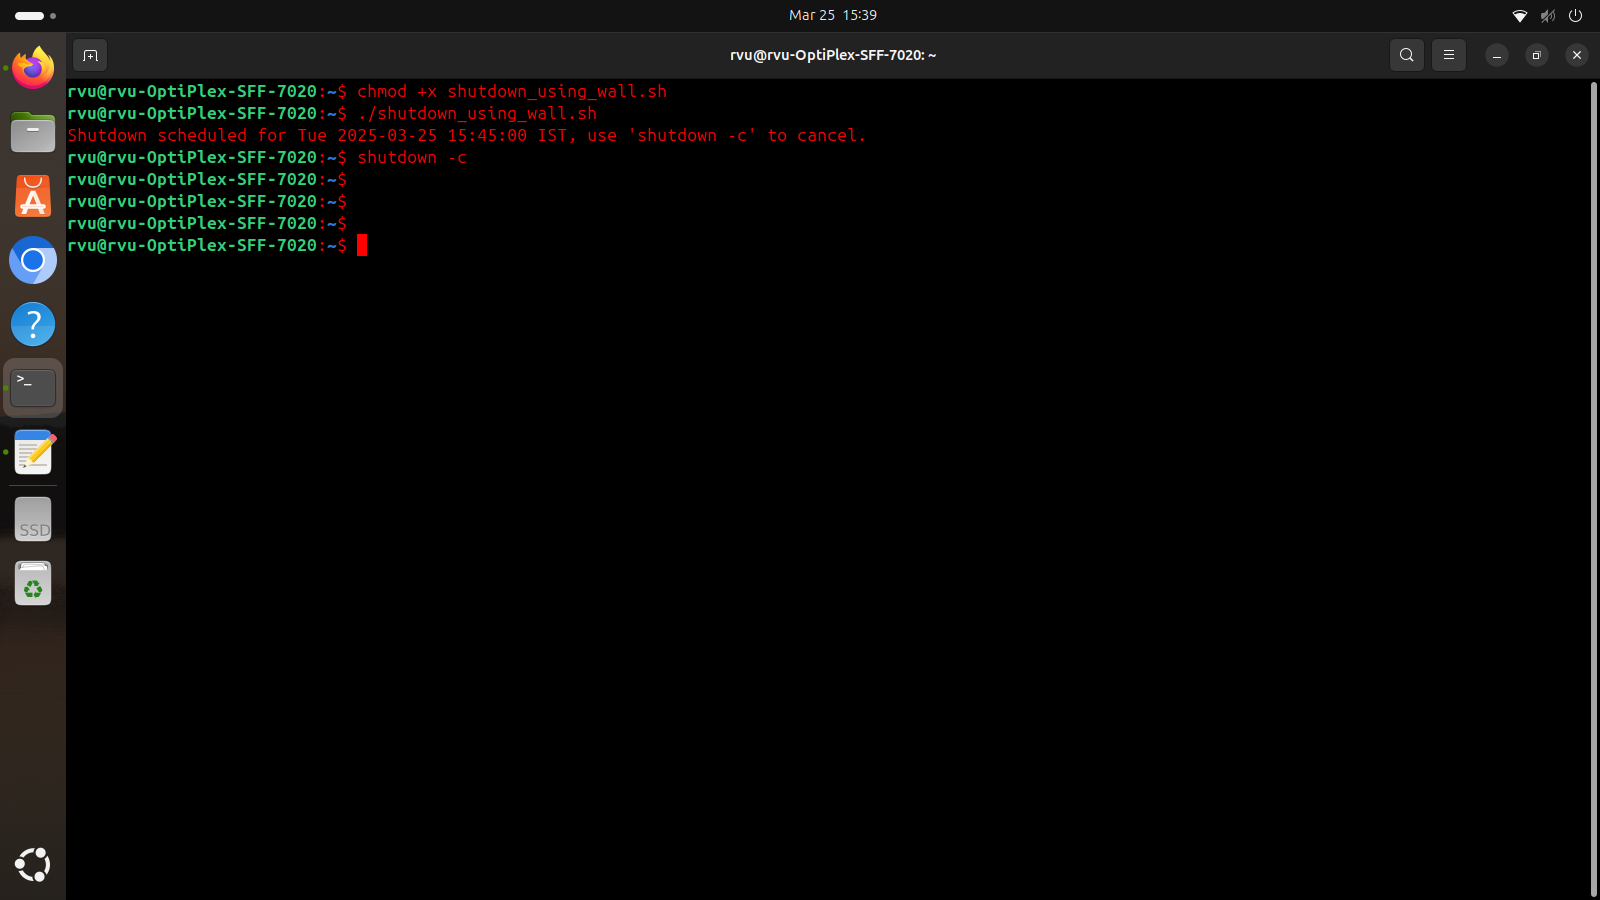 Mar 25 15:39
rvu@rvu-OptiPlex-SFF-7020: ~
rvu@rvu-OptiPlex-SFF-7020:~$ chmod +x shutdown_using_wall.sh
rvu@rvu-OptiPlex-SFF-7020:~$ ./shutdown_using_wall.sh
Shutdown scheduled for Tue 2025-03-25 15:45:00 IST, use 'shutdown -c' to cancel.
rvu@rvu-OptiPlex-SFF-7020:~$ shutdown -c
rvu@rvu-OptiPlex-SFF-7020:~$
rvu@rvu-OptiPlex-SFF-7020:~$
rvu@rvu-OptiPlex-SFF-7020:~$
rvu@rvu-OptiPlex-SFF-7020:~$
SSD